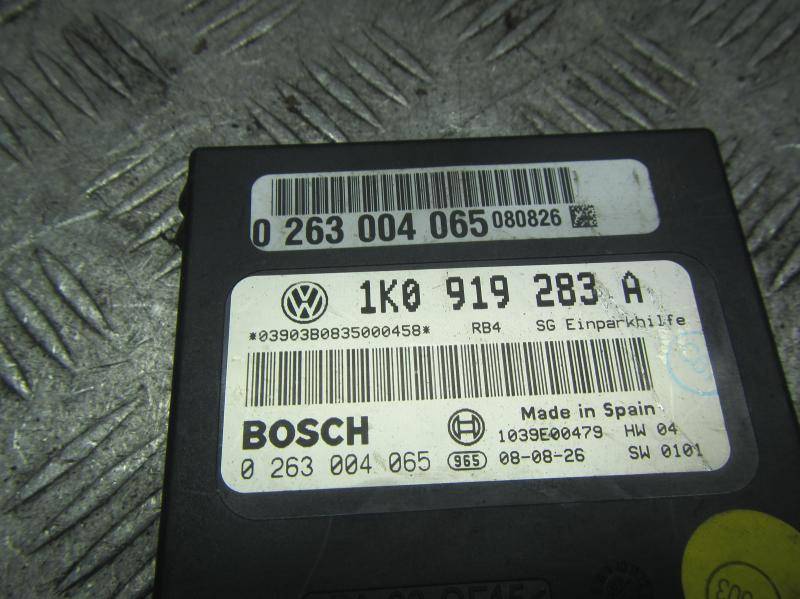 0 263 004 065 080826
1K0 919 283 A
*03903B0835000458* RB4 SG Einparkhilfe
BOSCH Made in Spain
1039E00479 HW 04
0 263 004 065 965 08-08-26 SW 0101